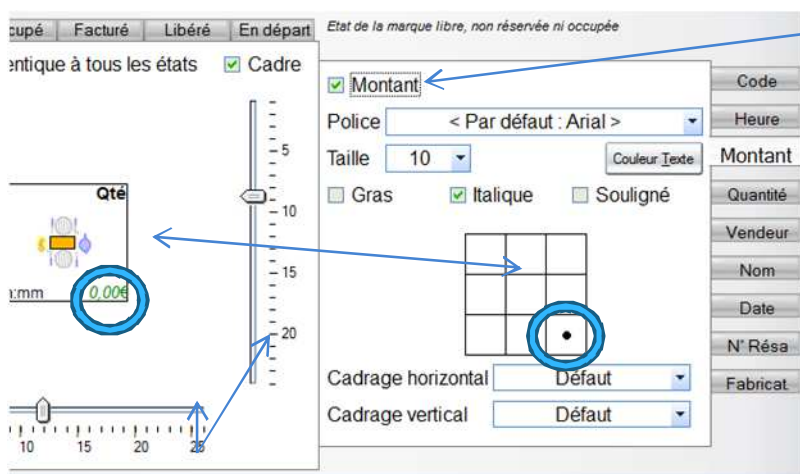 cupé Facturé Libéré En départ
Etat de la marque libre, non réservée ni occupée
entique à tous les états Cadre
5
10
15
20
Qté
h:mm 0,00€
10 15 20 25
Montant
Police < Par défaut : Arial >
Taille 10 Couleur Texte
Gras Italique Souligné
Cadrage horizontal Défaut
Cadrage vertical Défaut
Code
Heure
Montant
Quantité
Vendeur
Nom
Date
N° Résa
Fabricat.